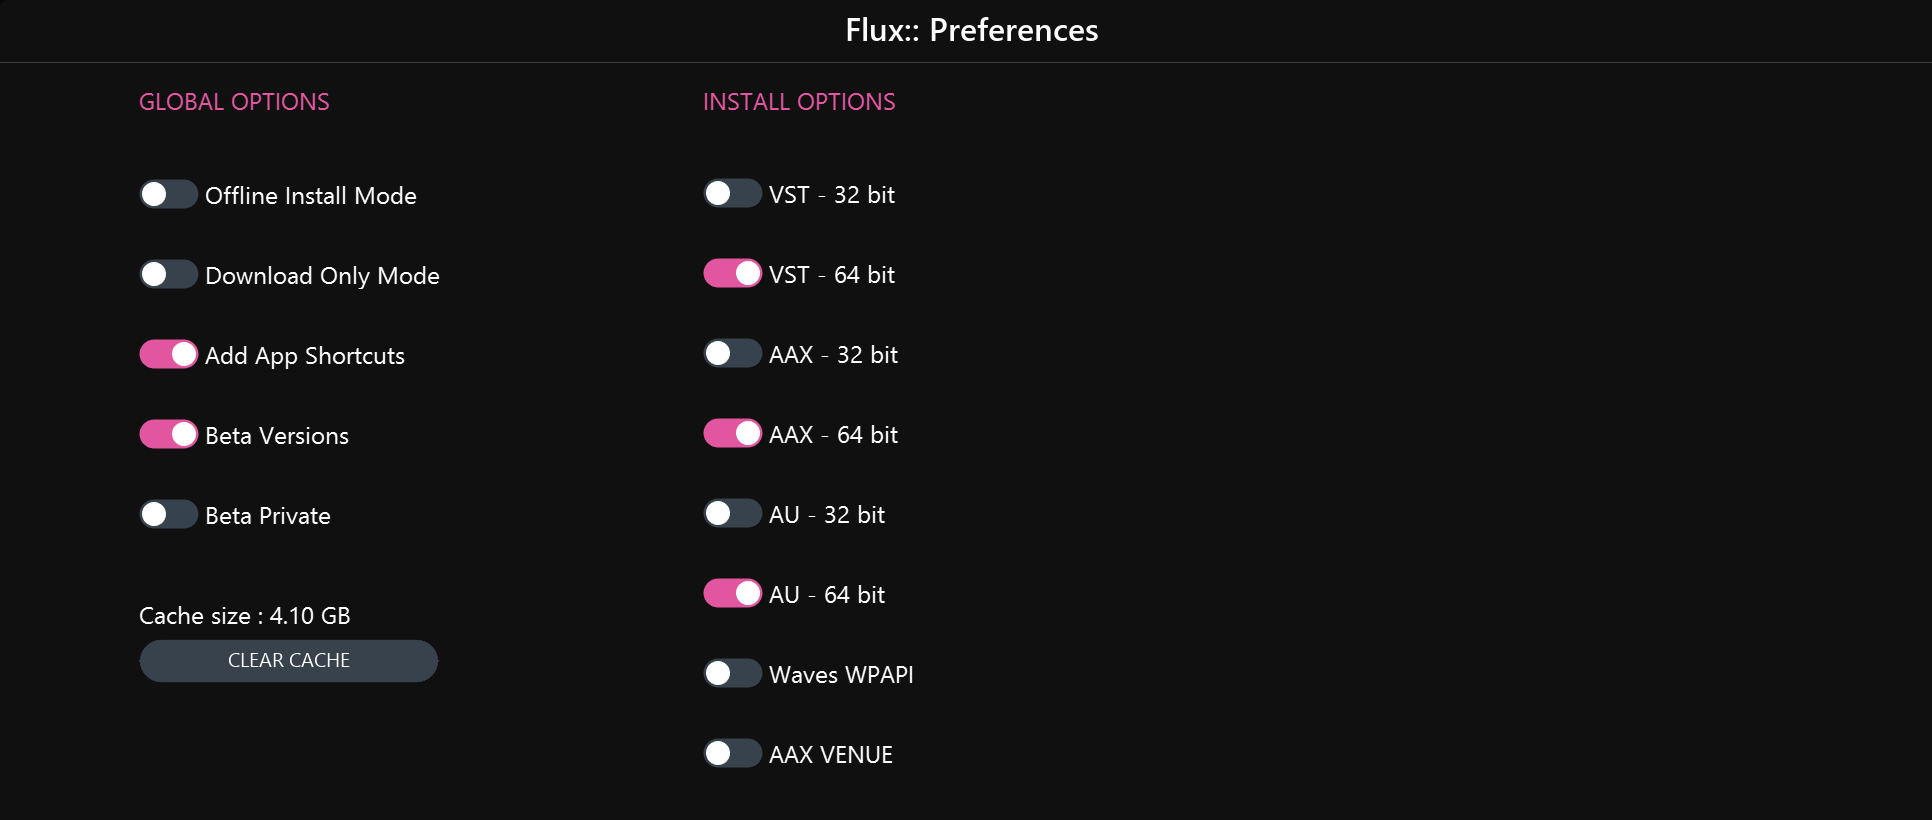 Flux:: Preferences
GLOBAL OPTIONS
Offline Install Mode
Download Only Mode
Add App Shortcuts
Beta Versions
Beta Private
Cache size : 4.10 GB
CLEAR CACHE
INSTALL OPTIONS
VST - 32 bit
VST - 64 bit
AAX - 32 bit
AAX - 64 bit
AU - 32 bit
AU - 64 bit
Waves WPAPI
AAX VENUE